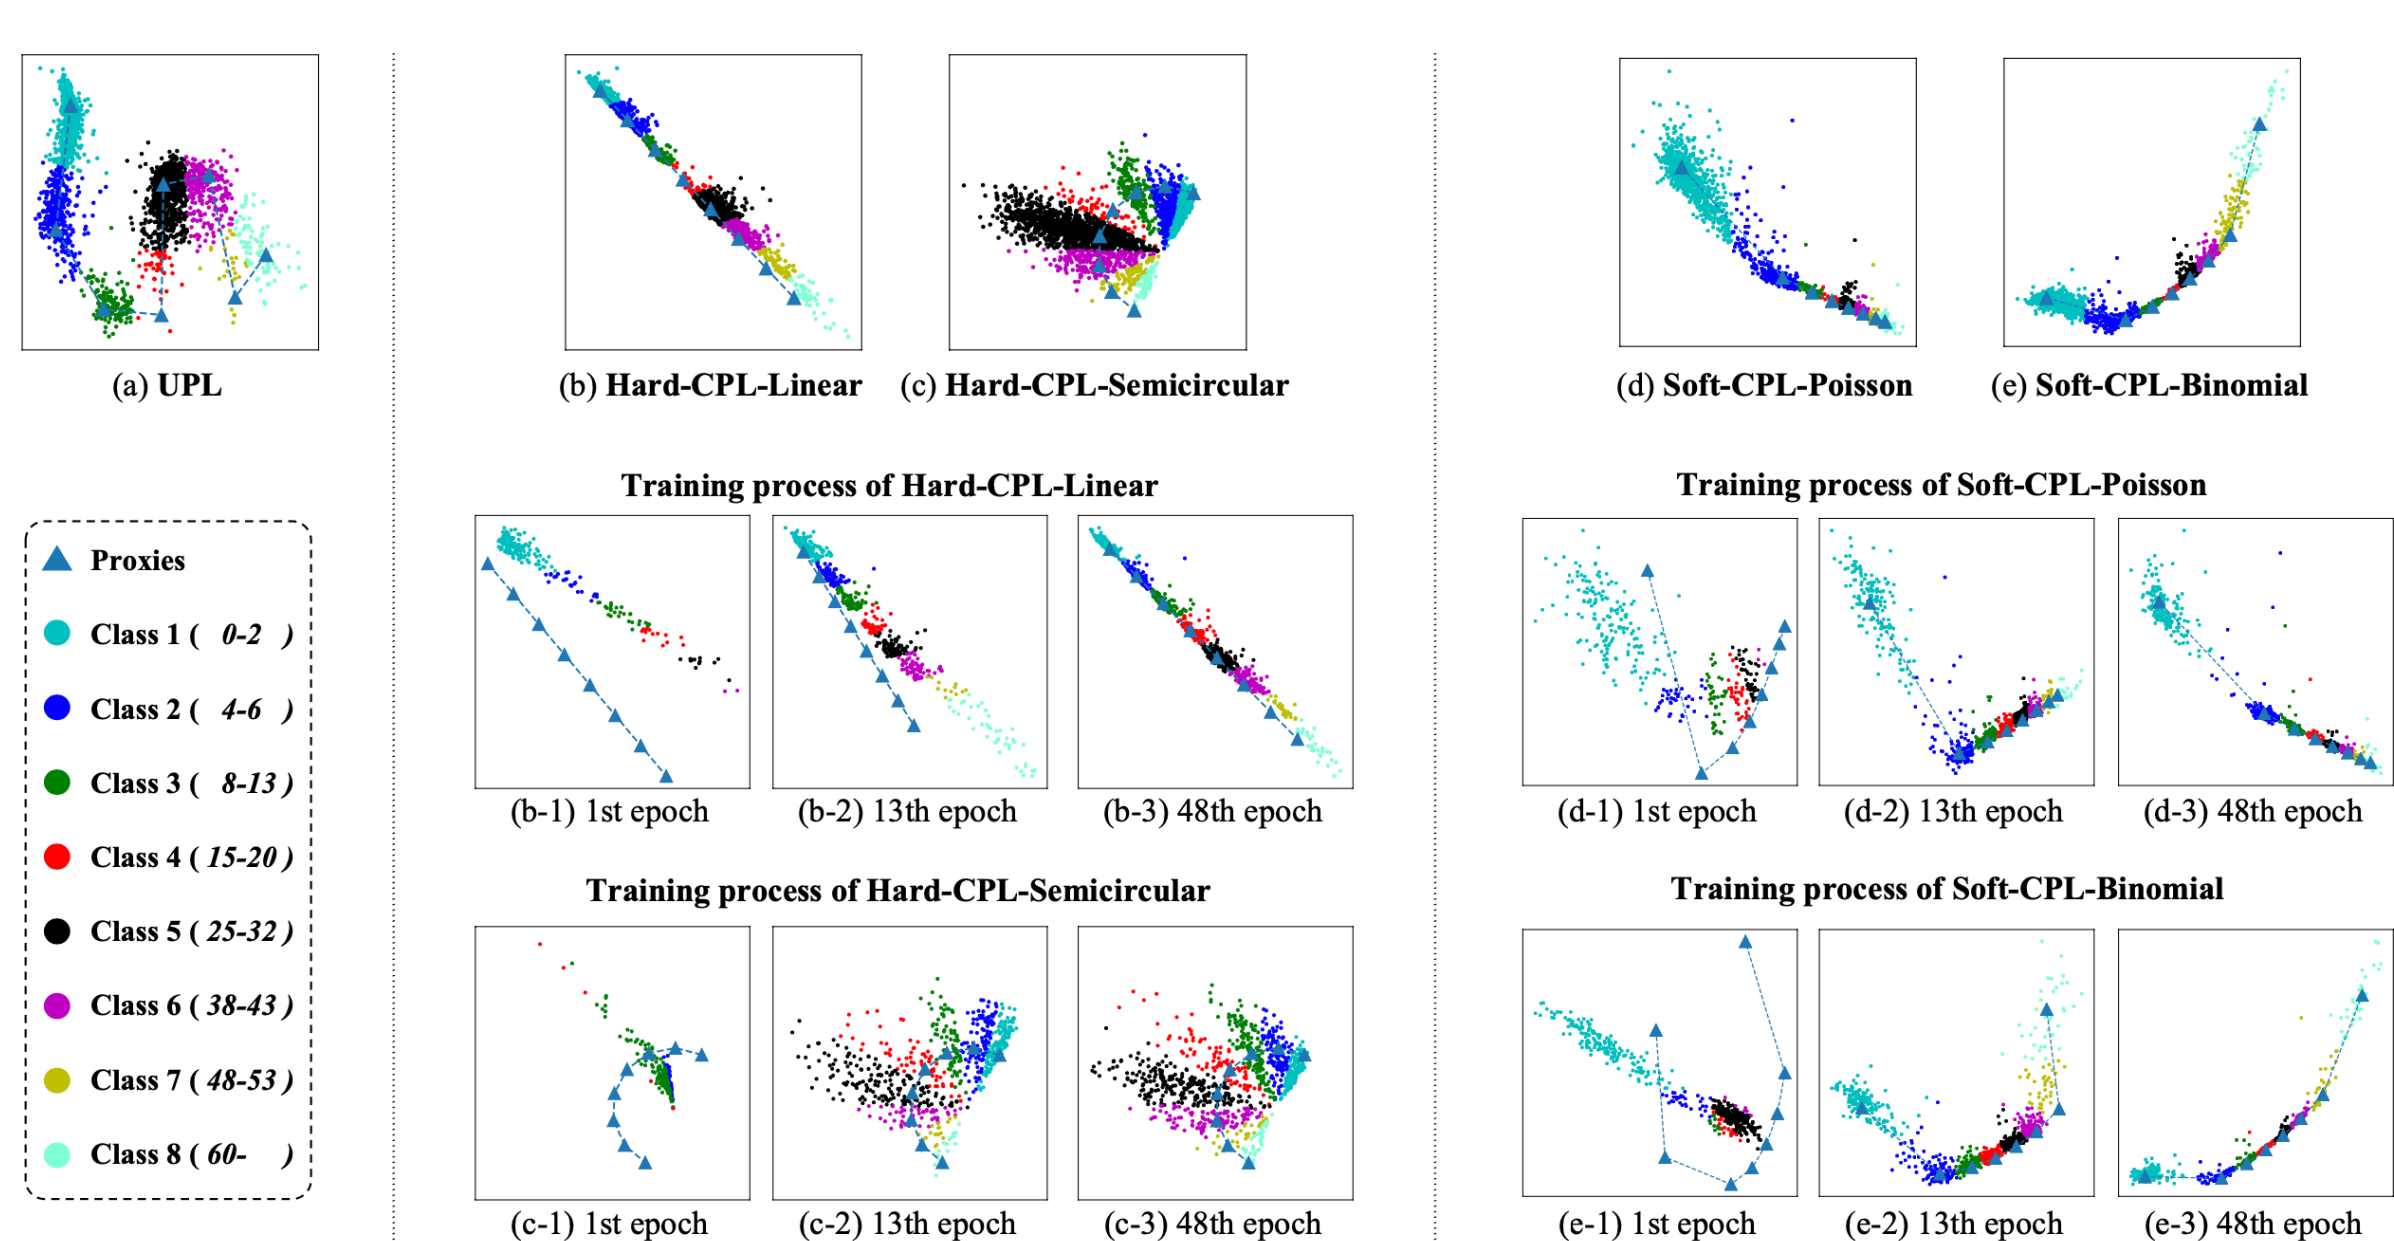 (a) UPL
(b) Hard-CPL-Linear
(c) Hard-CPL-Semicircular
(d) Soft-CPL-Poisson
(e) Soft-CPL-Binomial
Proxies
Class 1 ( 0-2 )
Class 2 ( 4-6 )
Class 3 ( 8-13 )
Class 4 ( 15-20 )
Class 5 ( 25-32 )
Class 6 ( 38-43 )
Class 7 ( 48-53 )
Class 8 ( 60- )
Training process of Hard-CPL-Linear
(b-1) 1st epoch
(b-2) 13th epoch
(b-3) 48th epoch
Training process of Hard-CPL-Semicircular
(c-1) 1st epoch
(c-2) 13th epoch
(c-3) 48th epoch
Training process of Soft-CPL-Poisson
(d-1) 1st epoch
(d-2) 13th epoch
(d-3) 48th epoch
Training process of Soft-CPL-Binomial
(e-1) 1st epoch
(e-2) 13th epoch
(e-3) 48th epoch